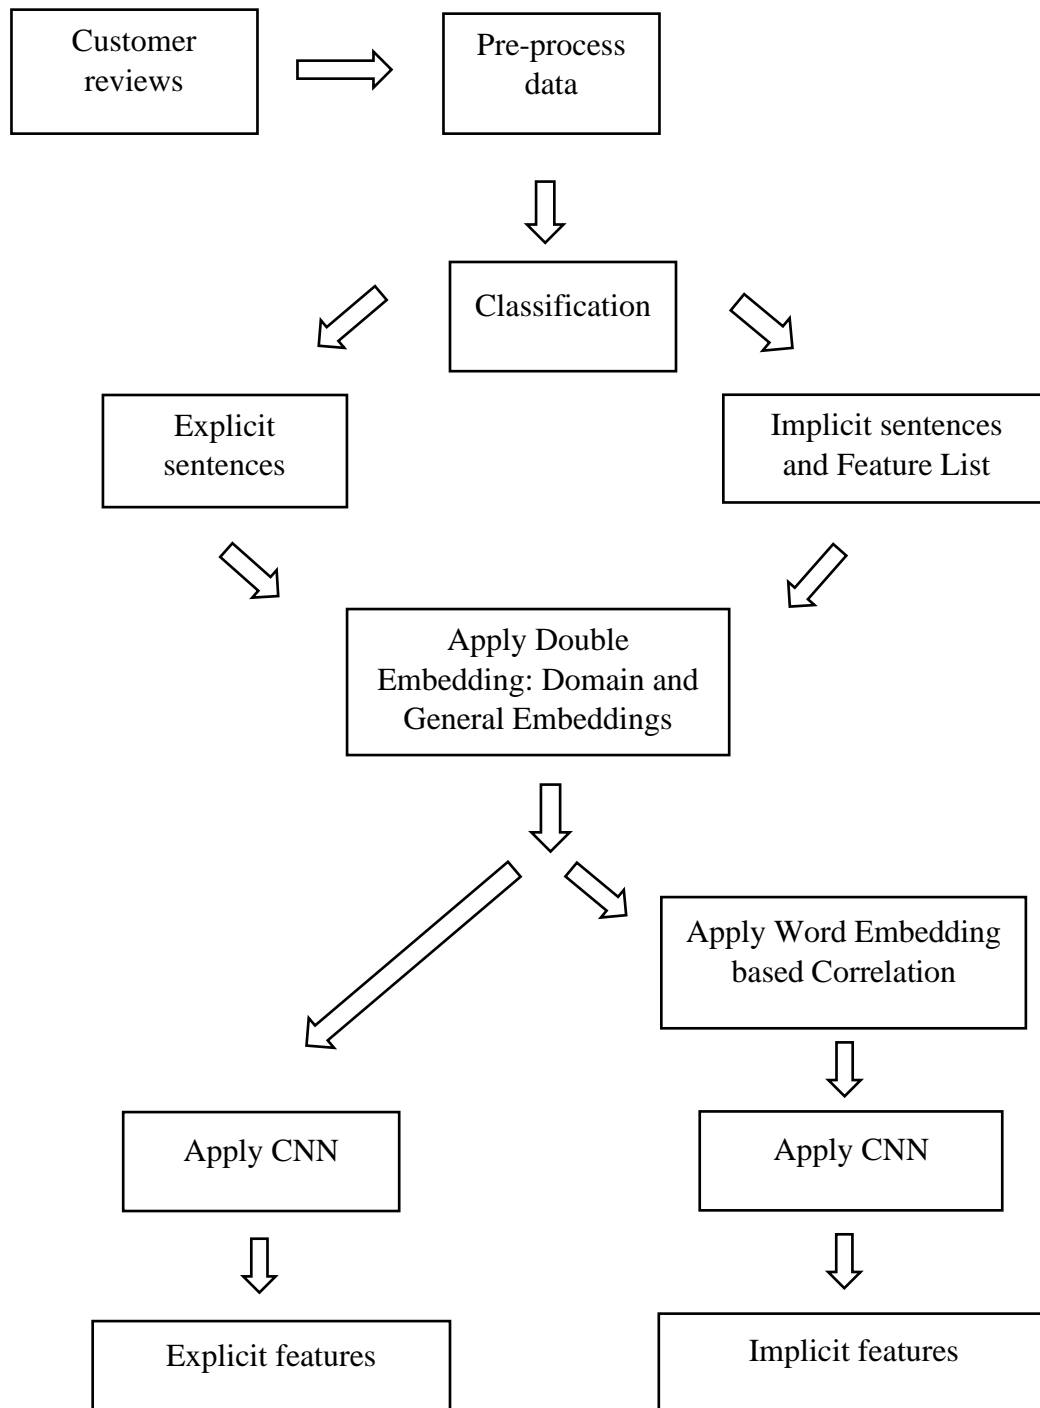 Customer
reviews
Pre-process
data
Classification
Explicit
sentences
Implicit sentences
and Feature List
Apply Double
Embedding: Domain and
General Embeddings
Apply Word Embedding
based Correlation
Apply CNN
Apply CNN
Explicit features
Implicit features